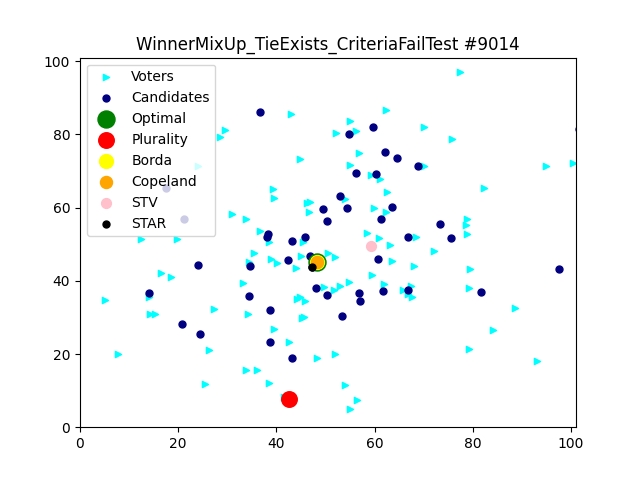 WinnerMixUp_TieExists_CriteriaFailTest #9014
100
80
60
40
20
0
Voters
Candidates
Optimal
Plurality
Borda
Copeland
STV
STAR
0 20 40 60 80 100